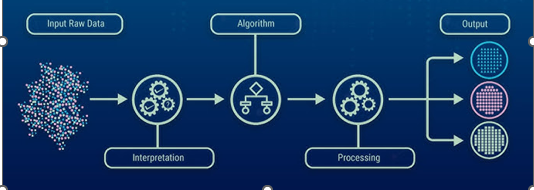 Input Raw Data
Algorithm
Output
Interpretation
Processing